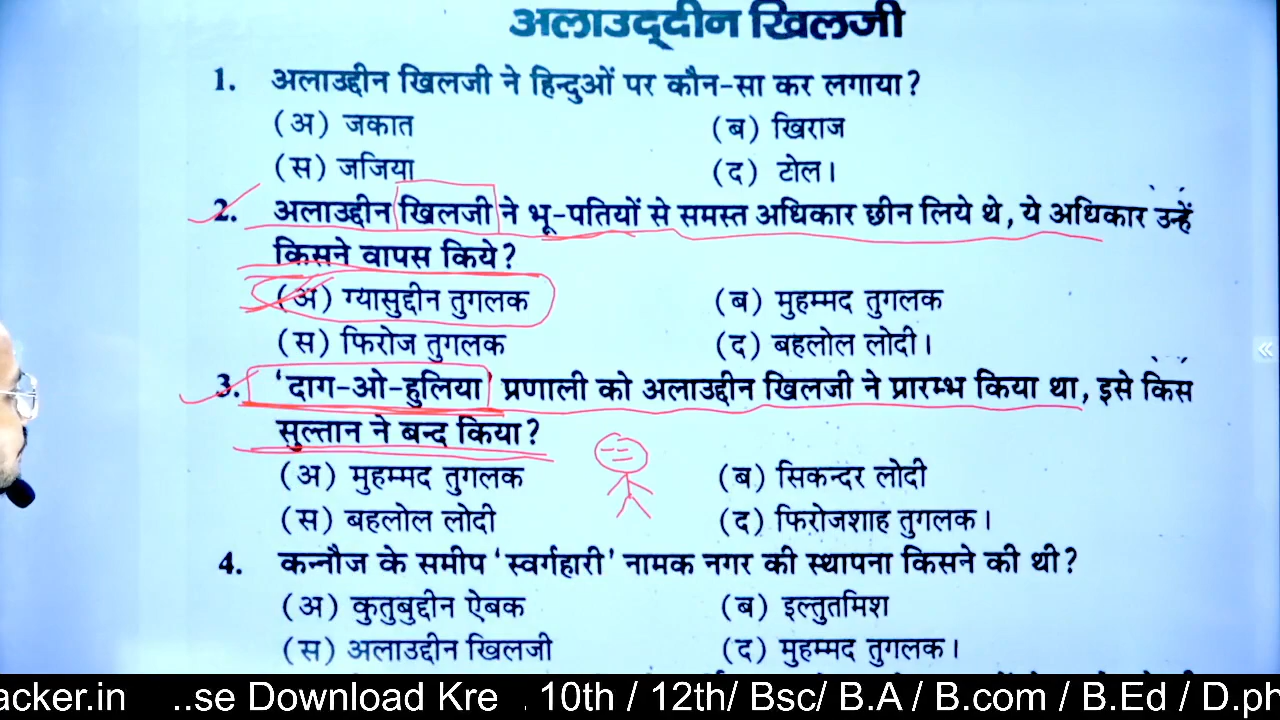 अलाउद्दीन खिलजी
1. अलाउद्दीन खिलजी ने हिन्दुओं पर कौन-सा कर लगाया?
(अ) जकात (ब) खिराज
(स) जजिया (द) टोल।
2. अलाउद्दीन खिलजी ने भू-पतियों से समस्त अधिकार छीन लिये थे, ये अधिकार उन्हें
किसने वापस किये?
(अ) ग्यासुद्दीन तुगलक (ब) मुहम्मद तुगलक
(स) फिरोज तुगलक (द) बहलोल लोदी।
3. 'दाग-ओ-हुलिया' प्रणाली को अलाउद्दीन खिलजी ने प्रारम्भ किया था, इसे किस
सुल्तान ने बन्द किया?
(अ) मुहम्मद तुगलक (ब) सिकन्दर लोदी
(स) बहलोल लोदी (द) फिरोजशाह तुगलक।
4. कन्नौज के समीप 'स्वर्गहारी' नामक नगर की स्थापना किसने की थी?
(अ) कुतुबुद्दीन ऐबक (ब) इल्तुतमिश
(स) अलाउद्दीन खिलजी (द) मुहम्मद तुगलक।
acker.in ..se Download Kre . 10th / 12th/ Bsc/ B.A / B.com / B.Ed / D.ph